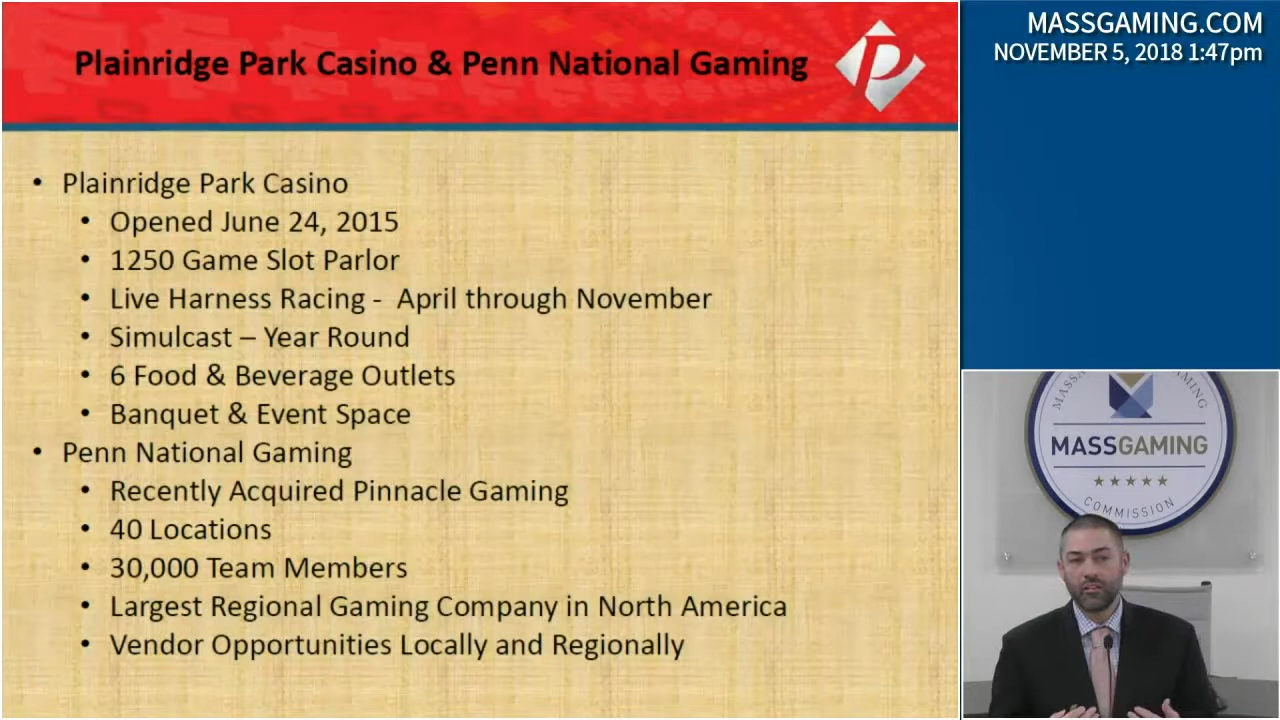 Plainridge Park Casino & Penn National Gaming
P
MASSGAMING.COM
NOVEMBER 5, 2018 1:47pm
• Plainridge Park Casino
• Opened June 24, 2015
• 1250 Game Slot Parlor
• Live Harness Racing - April through November
• Simulcast – Year Round
• 6 Food & Beverage Outlets
• Banquet & Event Space
• Penn National Gaming
• Recently Acquired Pinnacle Gaming
• 40 Locations
• 30,000 Team Members
• Largest Regional Gaming Company in North America
• Vendor Opportunities Locally and Regionally
MASSGAMING
COMMISSION